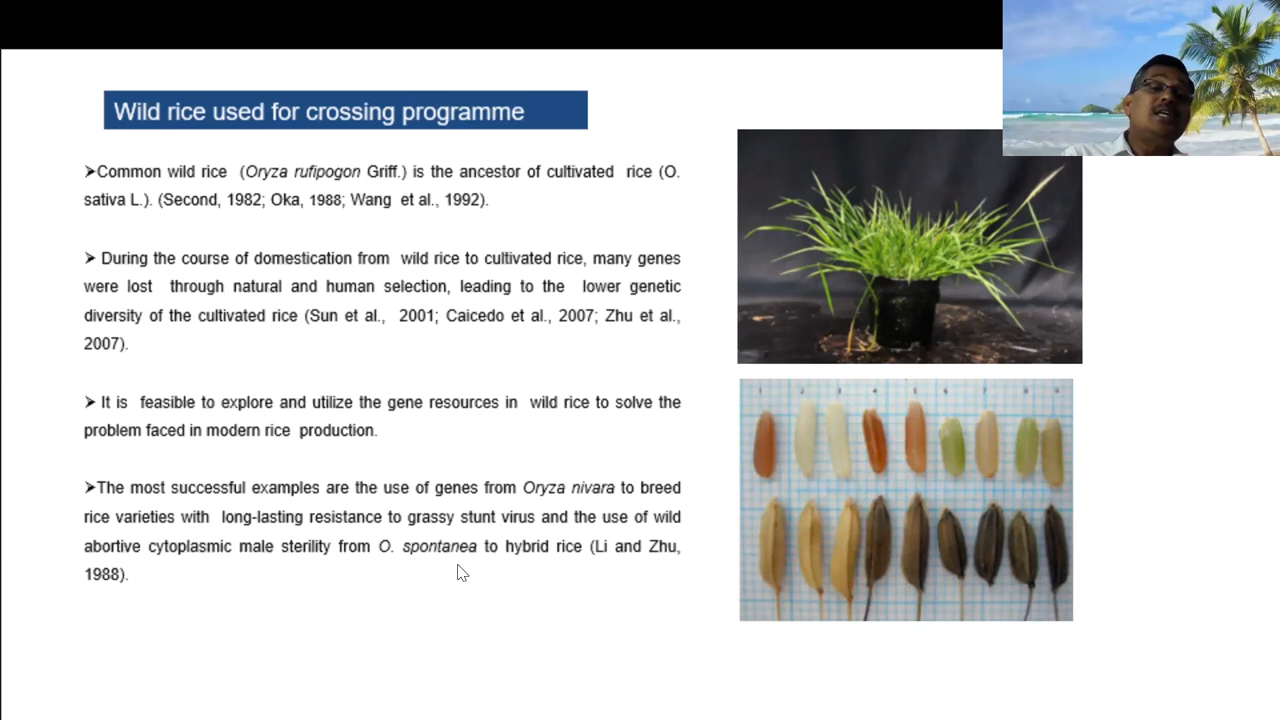 Wild rice used for crossing programme
➢Common wild rice (Oryza rufipogon Griff.) is the ancestor of cultivated rice (O.
sativa L.). (Second, 1982; Oka, 1988; Wang et al., 1992).
➢ During the course of domestication from wild rice to cultivated rice, many genes
were lost through natural and human selection, leading to the lower genetic
diversity of the cultivated rice (Sun et al., 2001; Caicedo et al., 2007; Zhu et al.,
2007).
➢ It is feasible to explore and utilize the gene resources in wild rice to solve the
problem faced in modern rice production.
➢The most successful examples are the use of genes from Oryza nivara to breed
rice varieties with long-lasting resistance to grassy stunt virus and the use of wild
abortive cytoplasmic male sterility from O. spontanea to hybrid rice (Li and Zhu,
1988).